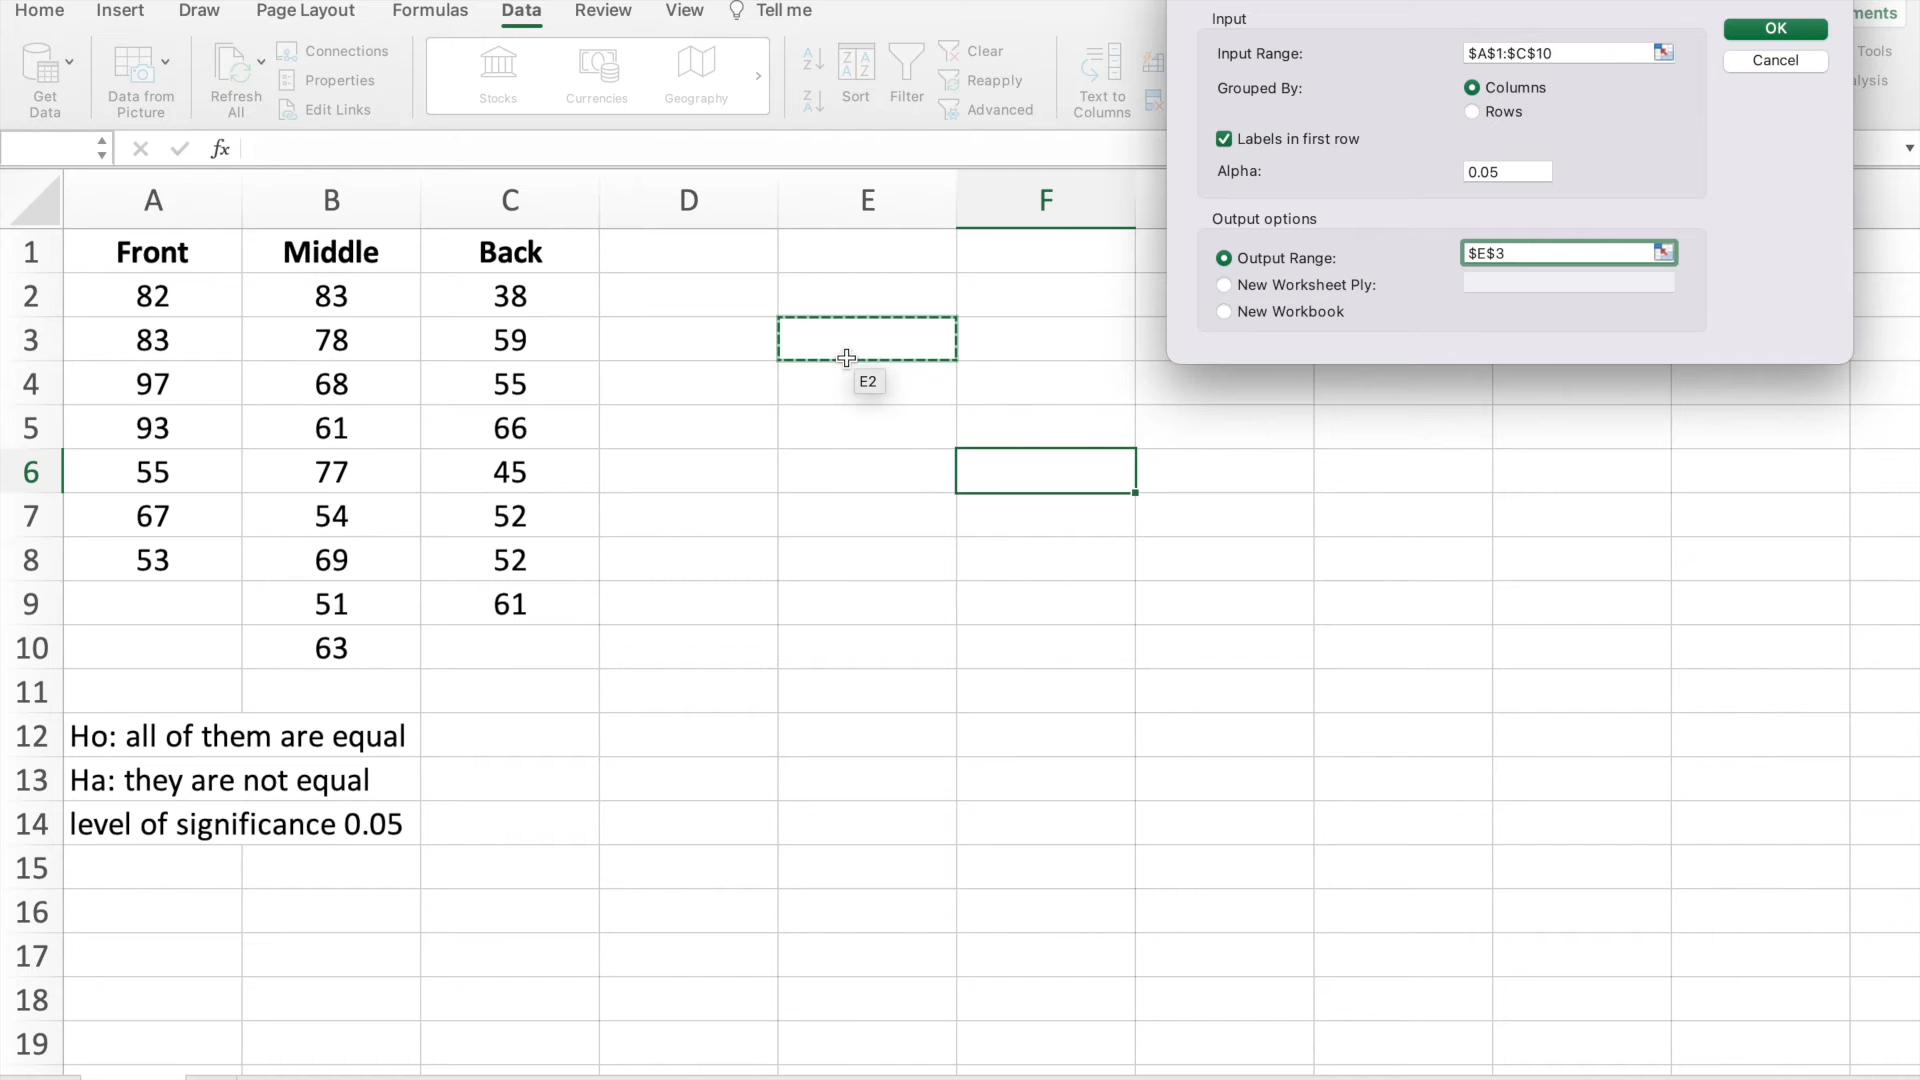 Home Insert Draw Page Layout Formulas Data Review View Tell me
Get Data
Data from Picture
Refresh All
Connections
Properties
Edit Links
Stocks
Currencies
Geography
A Z
Z A
Sort
Filter
Clear
Reapply
Advanced
Text to Columns
ments
Tools
alysis
fx
Input
Input Range: $A$1:$C$10
Grouped By: Columns
Rows
Labels in first row
Alpha: 0.05
Output options
Output Range: $E$3
New Worksheet Ply:
New Workbook
OK
Cancel
A B C D E F
1 Front Middle Back
2 82 83 38
3 83 78 59
4 97 68 55
E2
5 93 61 66
6 55 77 45
7 67 54 52
8 53 69 52
9 51 61
10 63
11
12 Ho: all of them are equal
13 Ha: they are not equal
14 level of significance 0.05
15
16
17
18
19